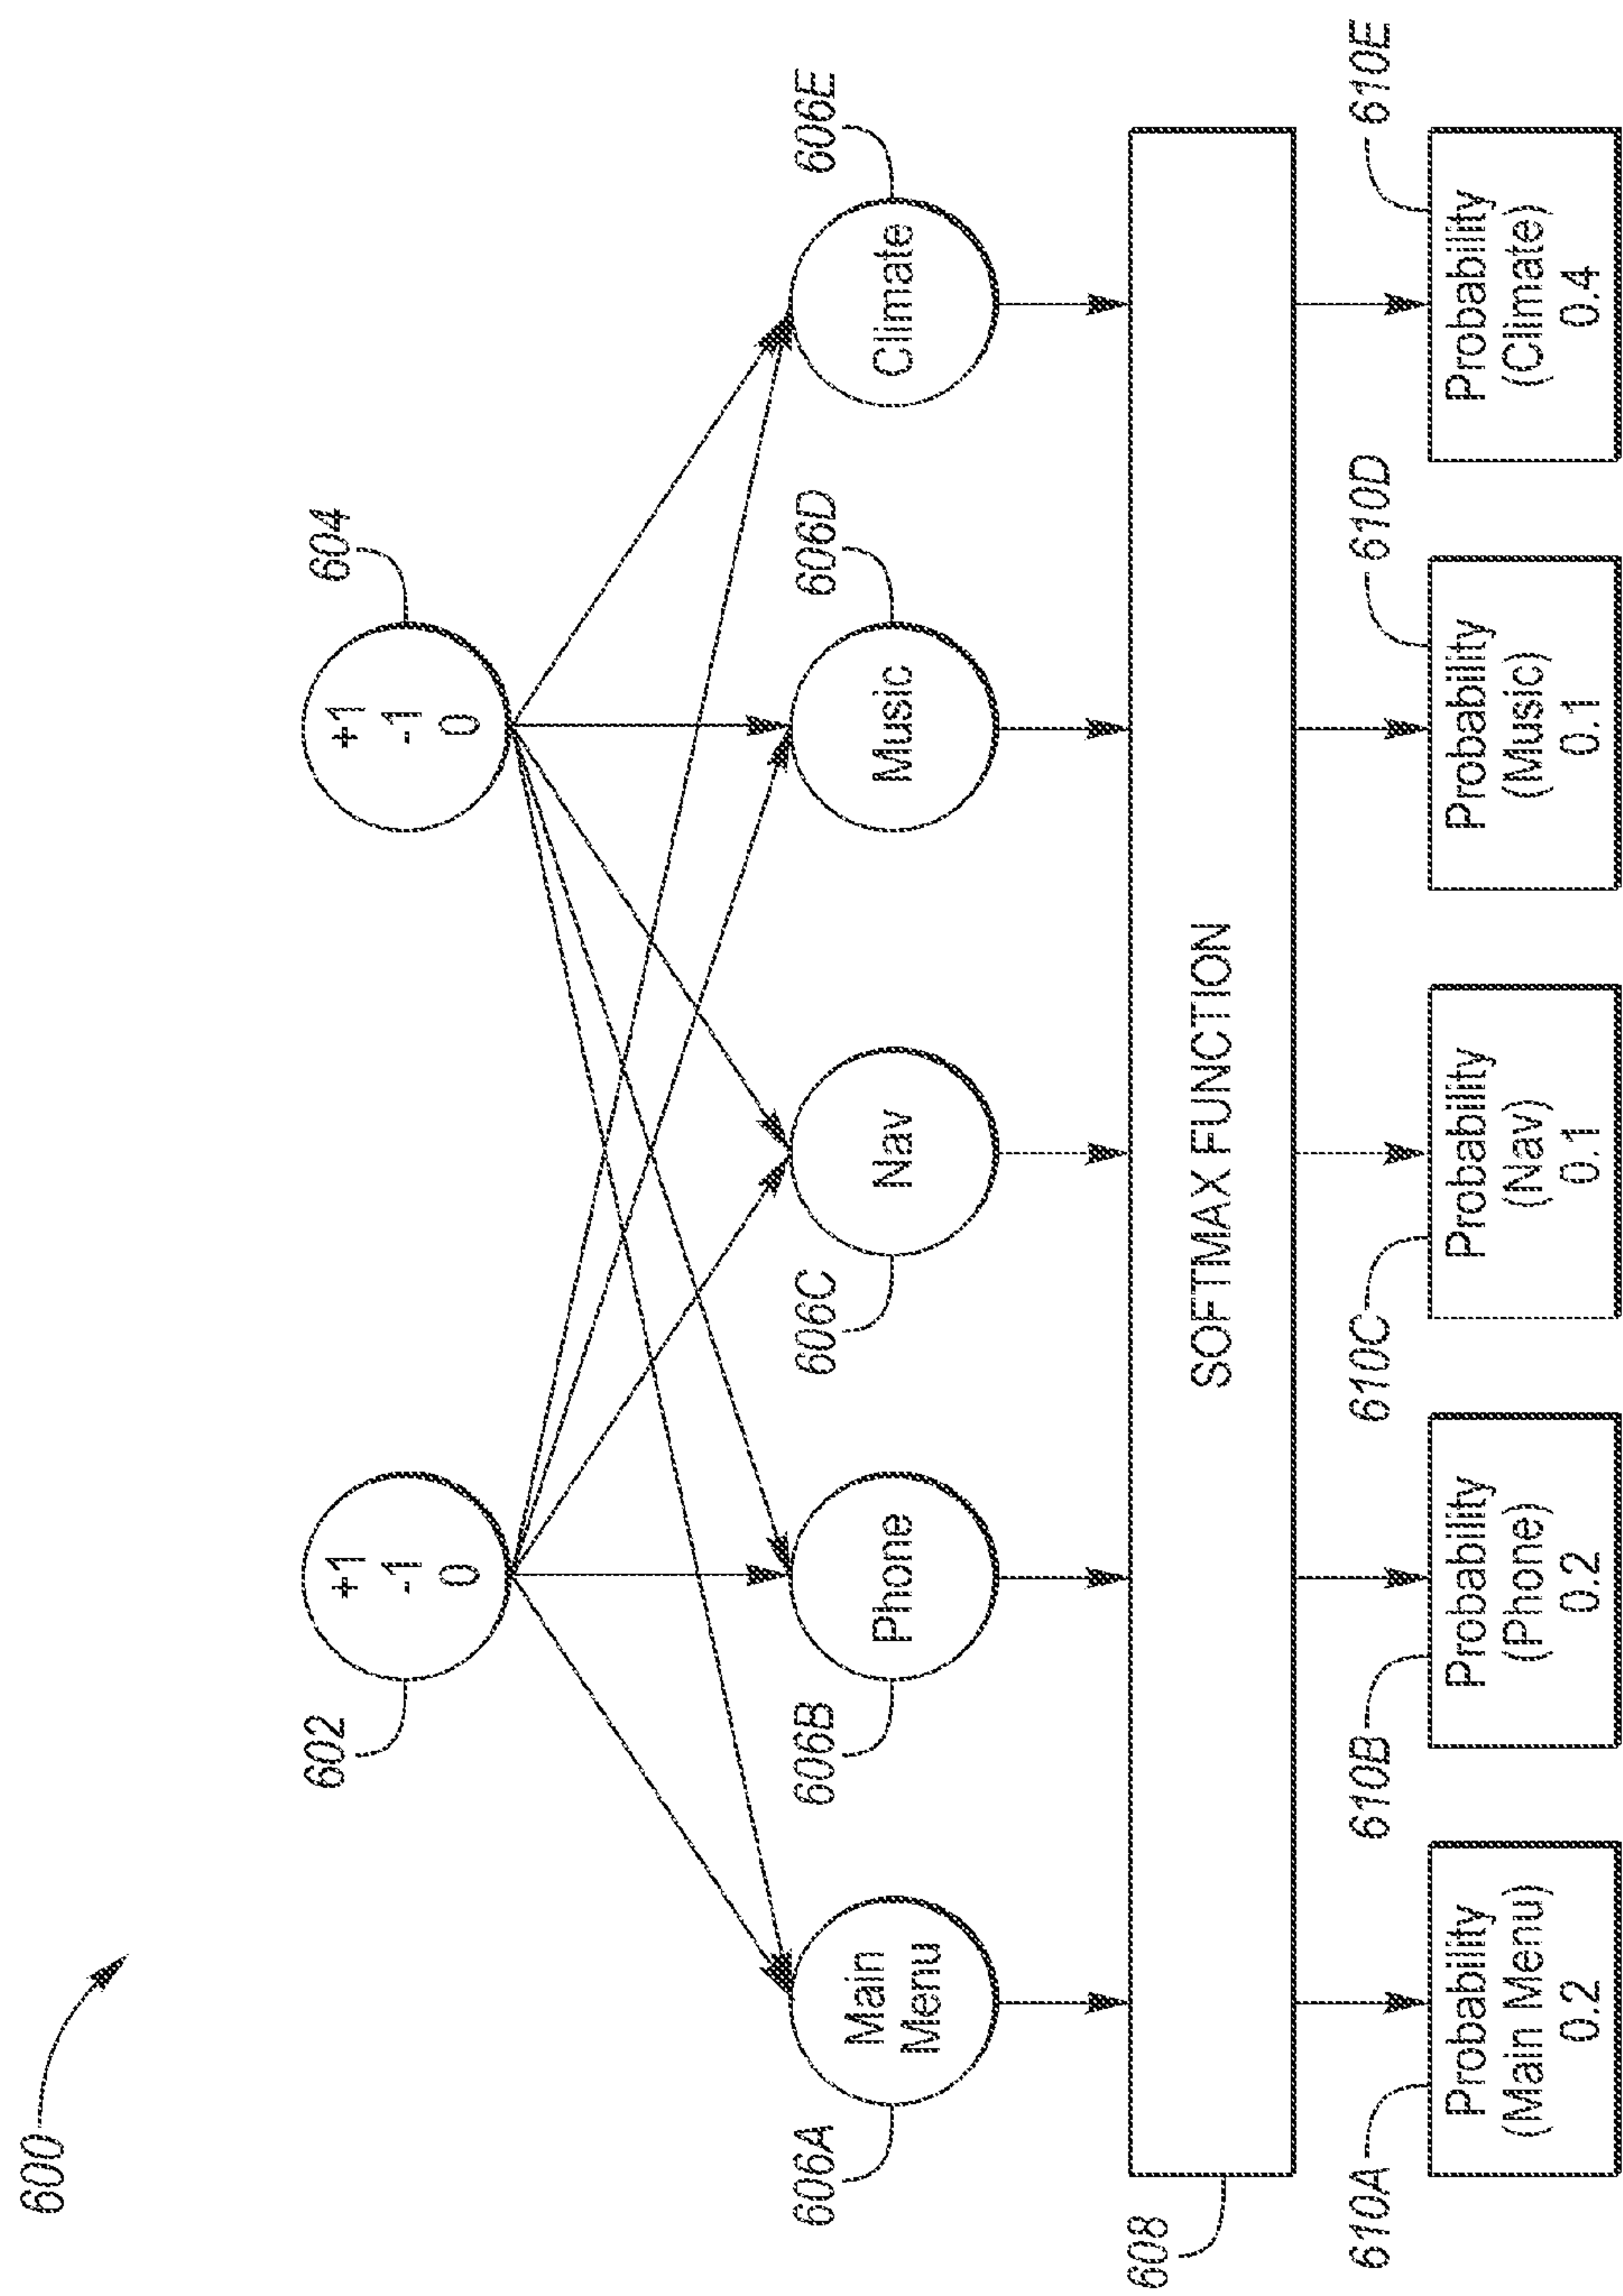 600
602
+1
-1
0
604
+1
-1
0
606A
Main
Menu
606B
Phone
606C
Nav
606D
Music
606E
Climate
608
SOFTMAX FUNCTION
610A
Probability
(Main Menu)
0.2
610B
Probability
(Phone)
0.2
610C
Probability
(Nav)
0.1
610D
Probability
(Music)
0.1
610E
Probability
(Climate)
0.4